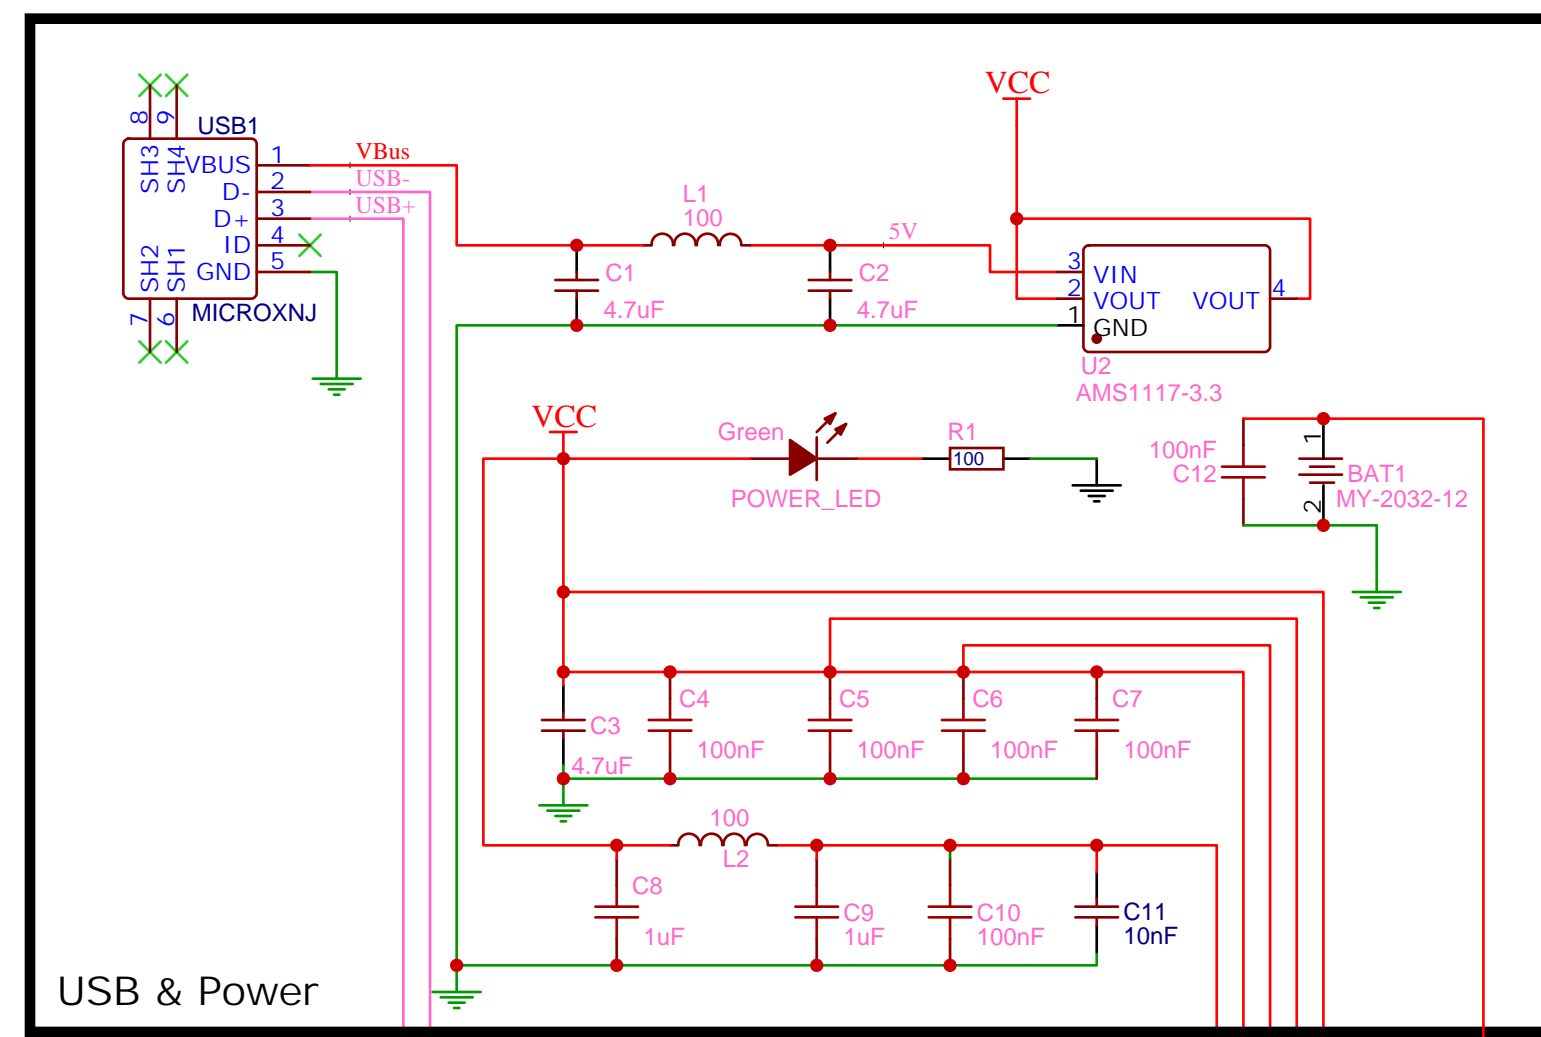 VCC
8
9
USB1
SH3
SH4
VBUS
1
VBus
D-
2
USB-
D+
3
USB+
ID
4
GND
5
SH2
SH1
7
6
MICROXNJ
L1
100
5V
C1
4.7uF
C2
4.7uF
3
VIN
2
VOUT
VOUT
4
1
GND
U2
AMS1117-3.3
VCC
Green
POWER_LED
R1
100
100nF
C12
1
2
BAT1
MY-2032-12
C3
4.7uF
C4
100nF
C5
100nF
C6
100nF
C7
100nF
100
L2
C8
1uF
C9
1uF
C10
100nF
C11
10nF
USB & Power